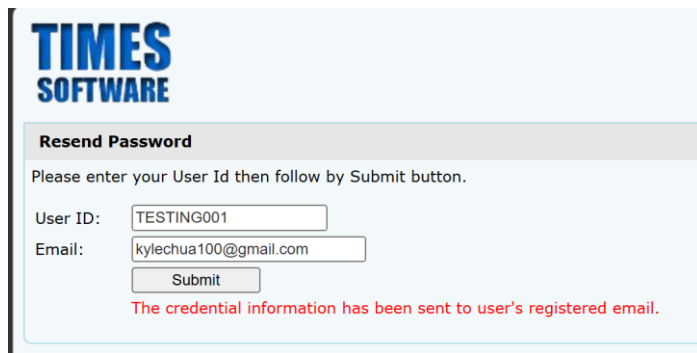 TIMES
SOFTWARE
Resend Password
Please enter your User Id then follow by Submit button.
User ID: TESTING001
Email: kylechua100@gmail.com
Submit
The credential information has been sent to user's registered email.